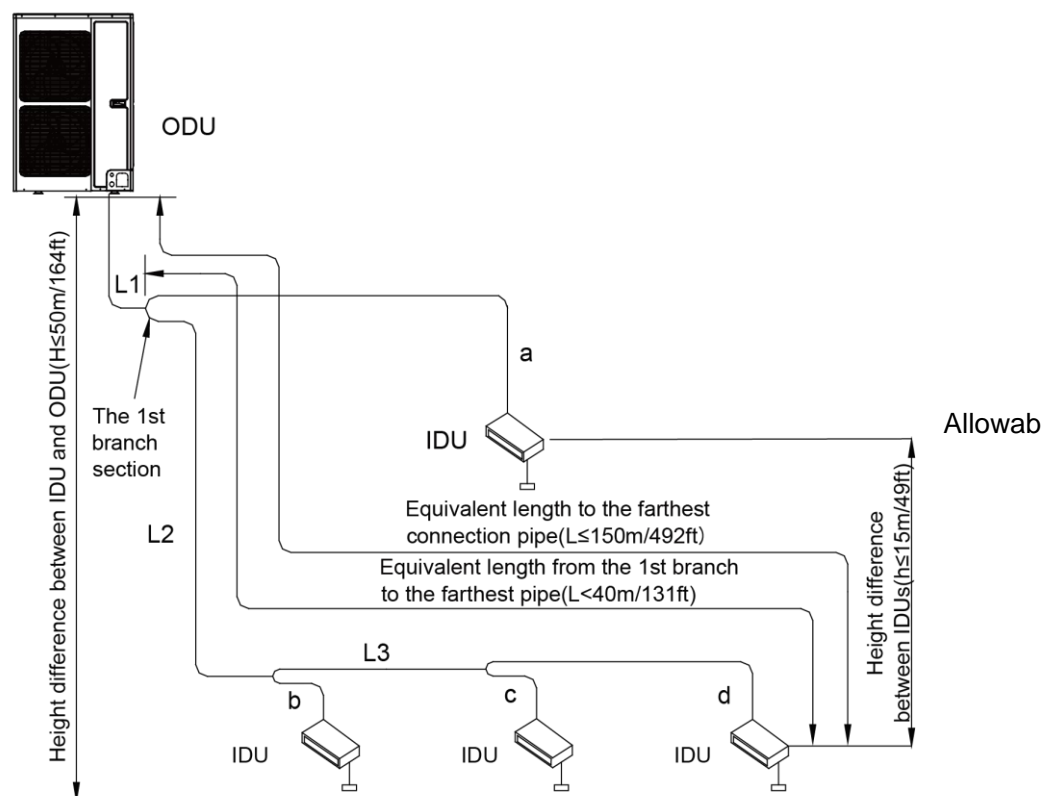 ODU
Height difference between IDU and ODU(H≤50m/164ft)
L1
The 1st
branch
section
a
IDU
Allowab
L2
Equivalent length to the farthest
connection pipe(L≤150m/492ft)
Equivalent length from the 1st branch
to the farthest pipe(L<40m/131ft)
Height difference
between IDUs(h≤15m/49ft)
L3
b
c
d
IDU
IDU
IDU